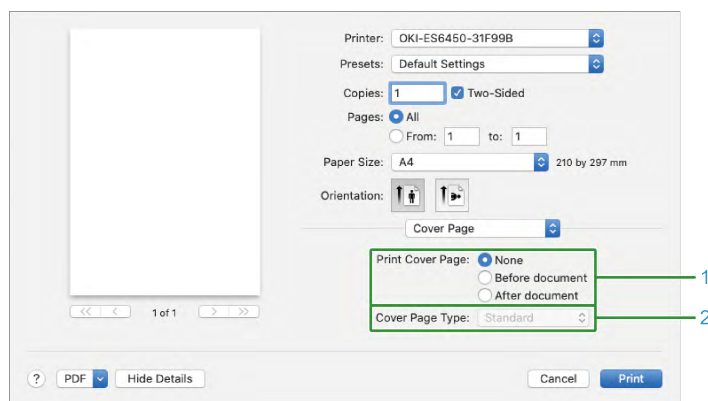 Printer: OKI-ES6450-31F99B
Presets: Default Settings
Copies: 1 Two-Sided
Pages: All
From: 1 to: 1
Paper Size: A4 210 by 297 mm
Orientation:
Cover Page
Print Cover Page: None
Before document
After document
1
Cover Page Type: Standard
2
<< < 1 of 1 > >>
? PDF Hide Details Cancel Print